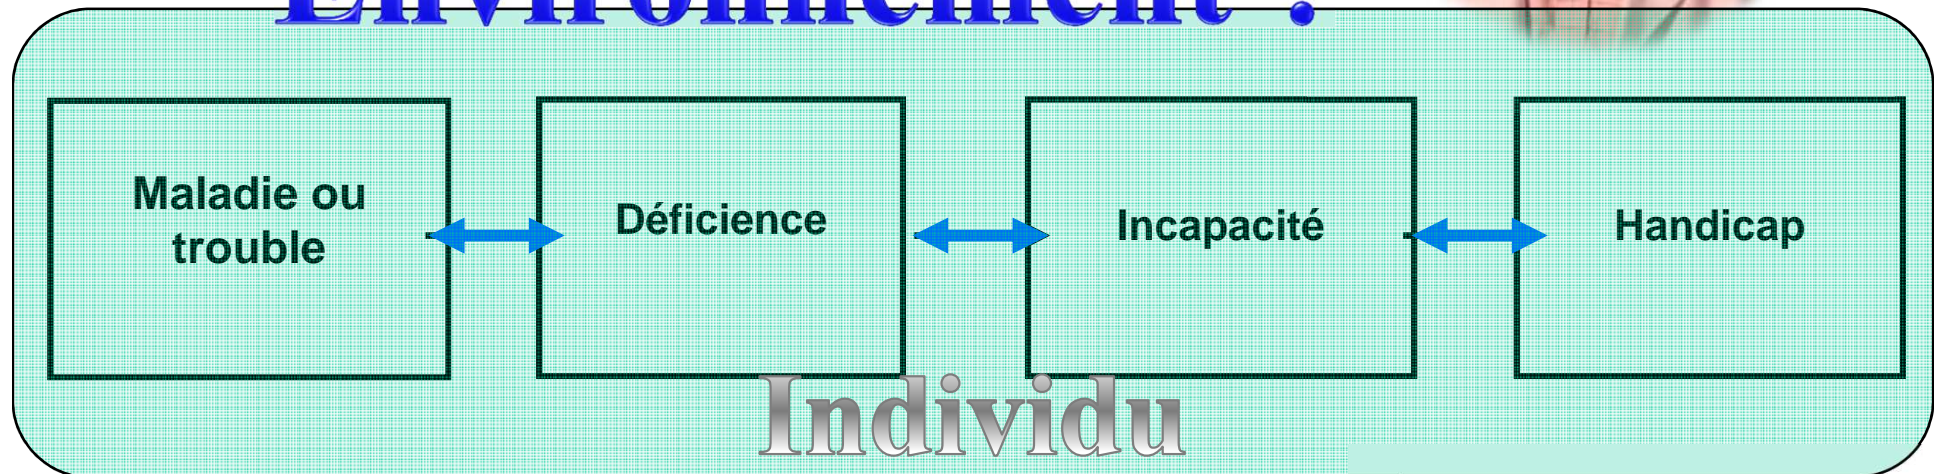 Maladie ou
trouble
Déficience
Incapacité
Handicap
Individu